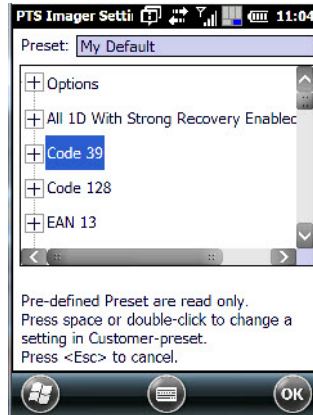 PTS Imager Setti 11:04
Preset: My Default
Options
All 1D With Strong Recovery Enablec
Code 39
Code 128
EAN 13
Pre-defined Preset are read only.
Press space or double-click to change a
setting in Customer-preset.
Press <Esc> to cancel.
OK